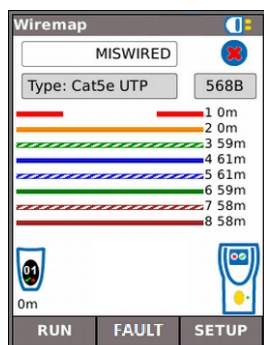 Wiremap
MISWIRED
Type: Cat5e UTP 568B
1 0m
2 0m
3 59m
4 61m
5 61m
6 59m
7 58m
8 58m
01
0m
RUN FAULT SETUP